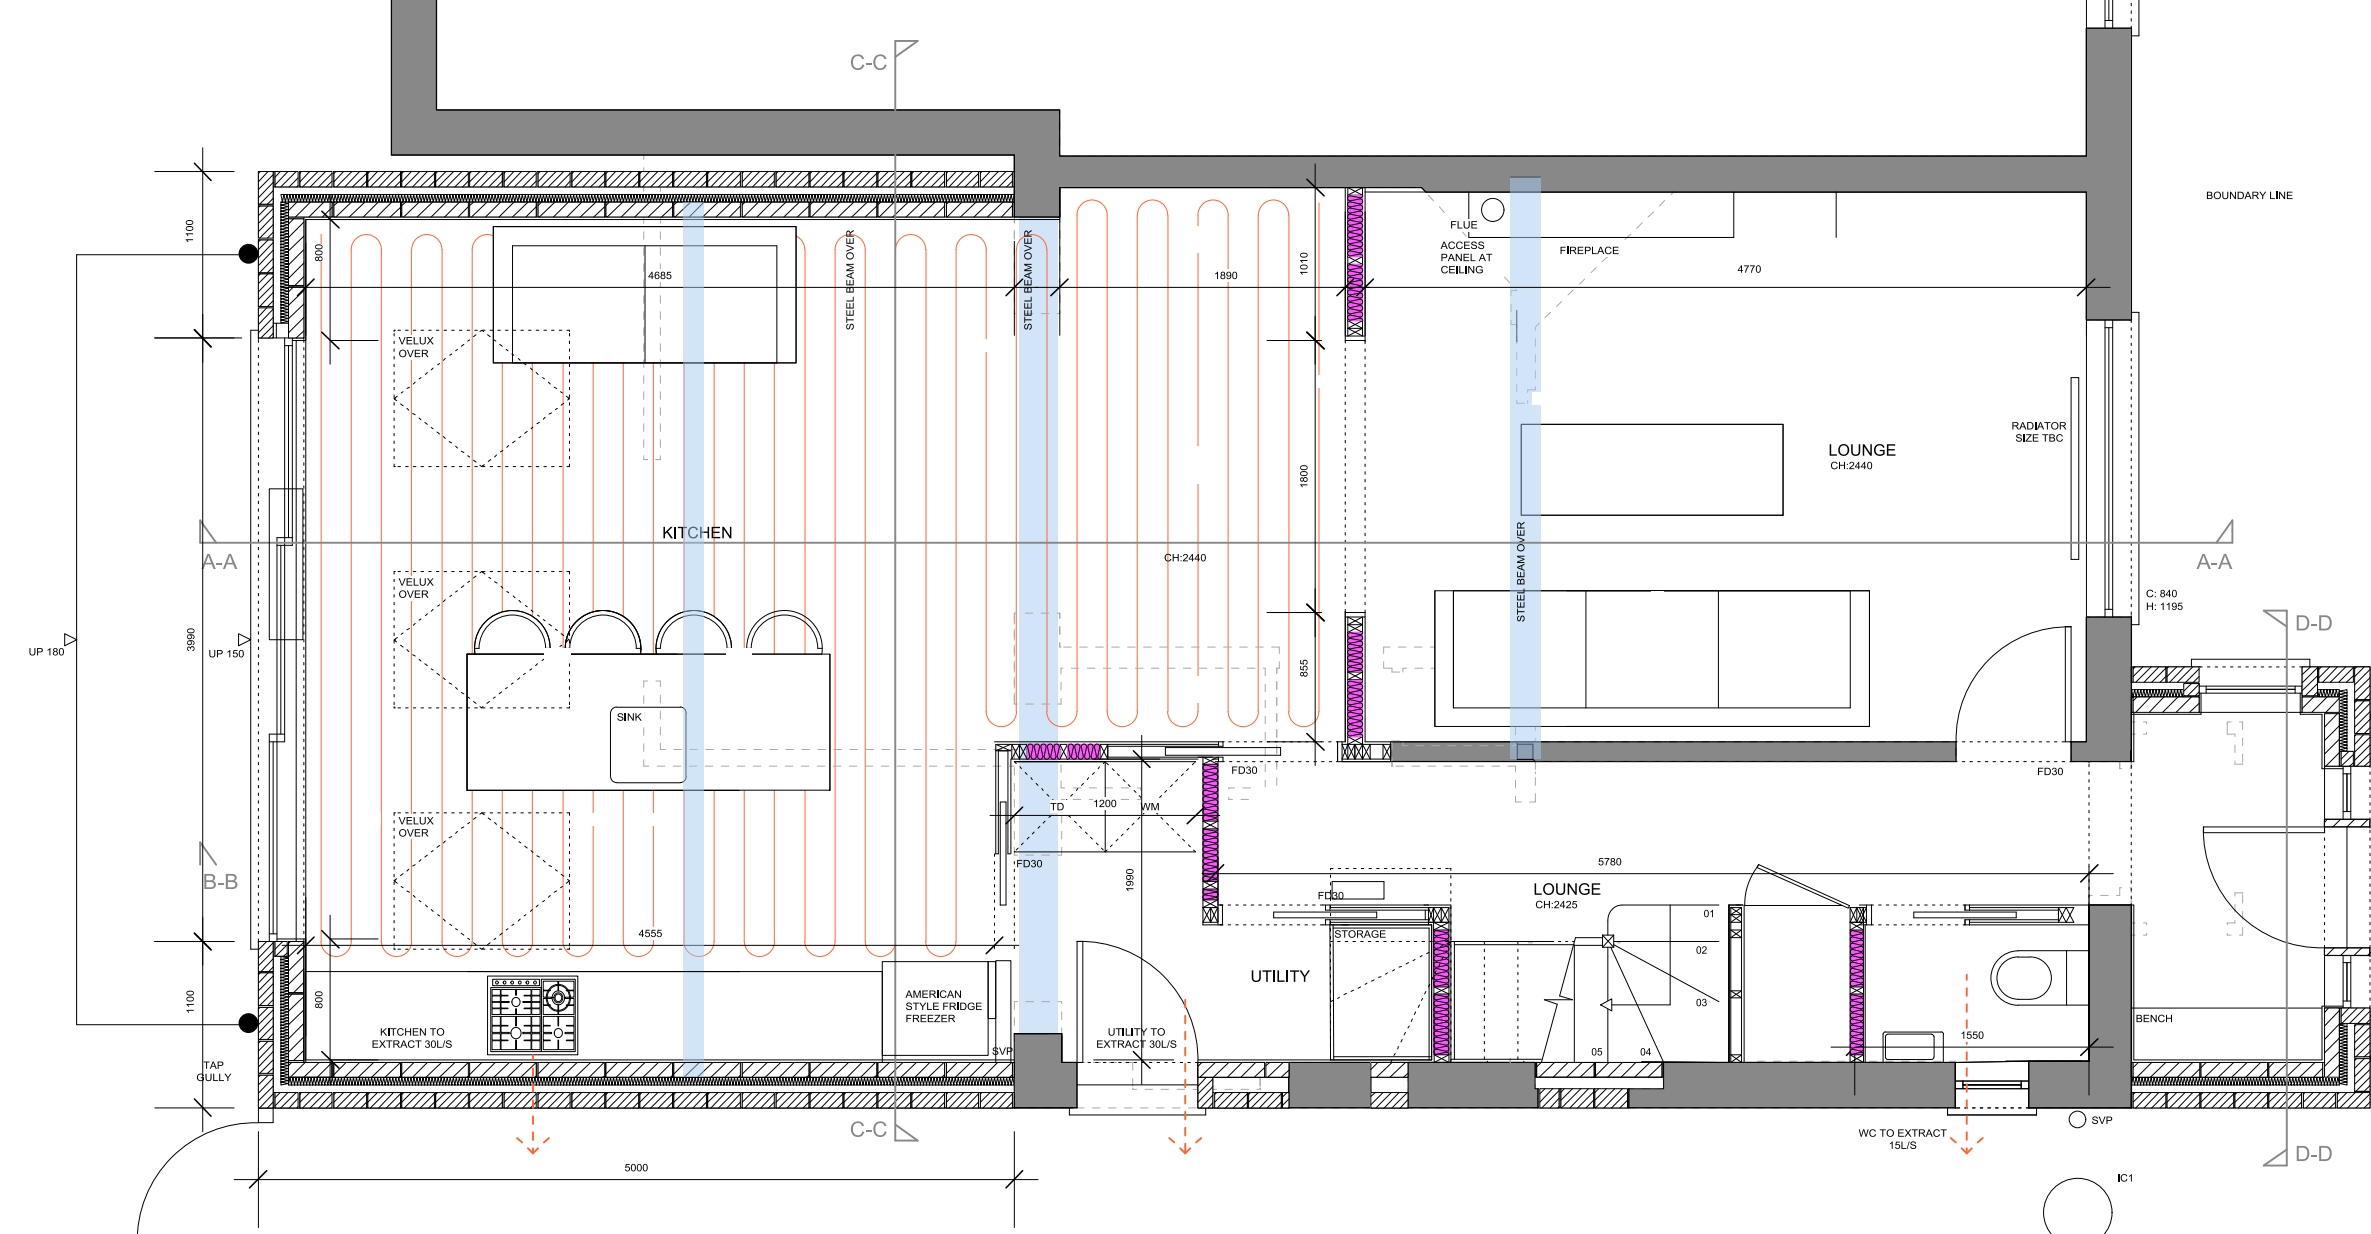 C-C
BOUNDARY LINE
1100
800
STEEL BEAM OVER
STEEL BEAM OVER
4685
1890
1010
FLUE
ACCESS
PANEL AT
CEILING
FIREPLACE
4770
VELUX
OVER
RADIATOR
SIZE TBC
LOUNGE
CH:2440
1800
KITCHEN
STEEL BEAM OVER
A-A
CH:2440
A-A
VELUX
OVER
C: 840
H: 1195
UP 180
UP 150
3990
D-D
855
SINK
FD30
FD30
TD
1200
WM
VELUX
OVER
FD30
1990
5780
B-B
LOUNGE
CH:2425
FD30
4555
STORAGE
01
02
03
04
05
UTILITY
1100
800
AMERICAN
STYLE FRIDGE
FREEZER
KITCHEN TO
EXTRACT 30L/S
SVP
UTILITY TO
EXTRACT 30L/S
1550
BENCH
TAP
GULLY
C-C
WC TO EXTRACT
15L/S
SVP
D-D
5000
IC1